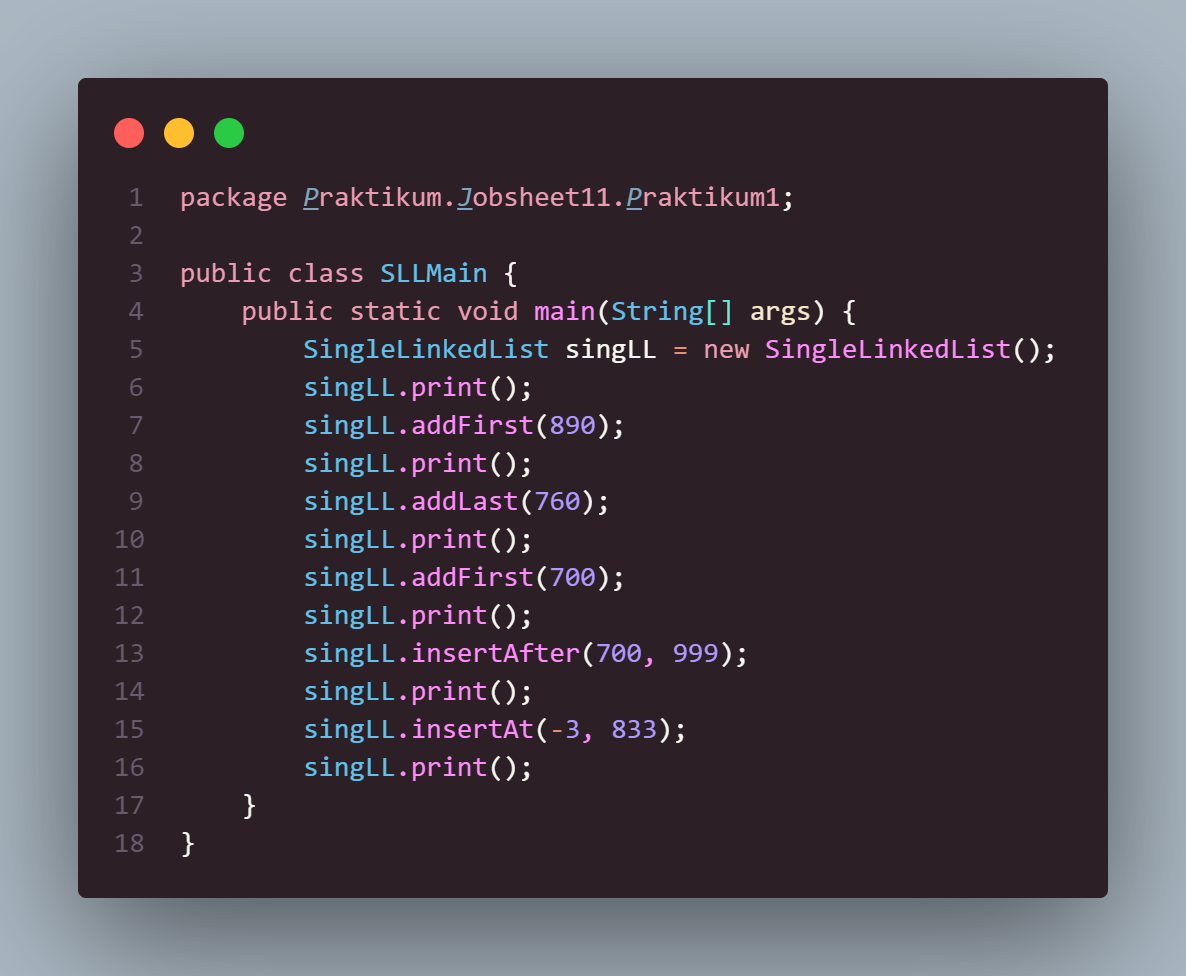 1 package Praktikum.Jobsheet11.Praktikum1;
2
3 public class SLLMain {
4     public static void main(String[] args) {
5         SingleLinkedList singLL = new SingleLinkedList();
6         singLL.print();
7         singLL.addFirst(890);
8         singLL.print();
9         singLL.addLast(760);
10         singLL.print();
11         singLL.addFirst(700);
12         singLL.print();
13         singLL.insertAfter(700, 999);
14         singLL.print();
15         singLL.insertAt(-3, 833);
16         singLL.print();
17     }
18 }